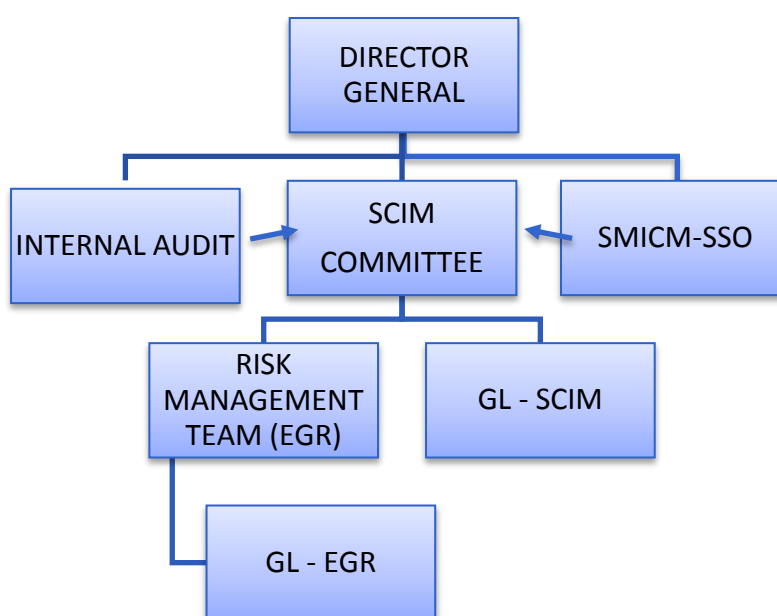 DIRECTOR
GENERAL
INTERNAL AUDIT
SCIM
COMMITTEE
SMICM-SSO
RISK
MANAGEMENT
TEAM (EGR)
GL - SCIM
GL - EGR